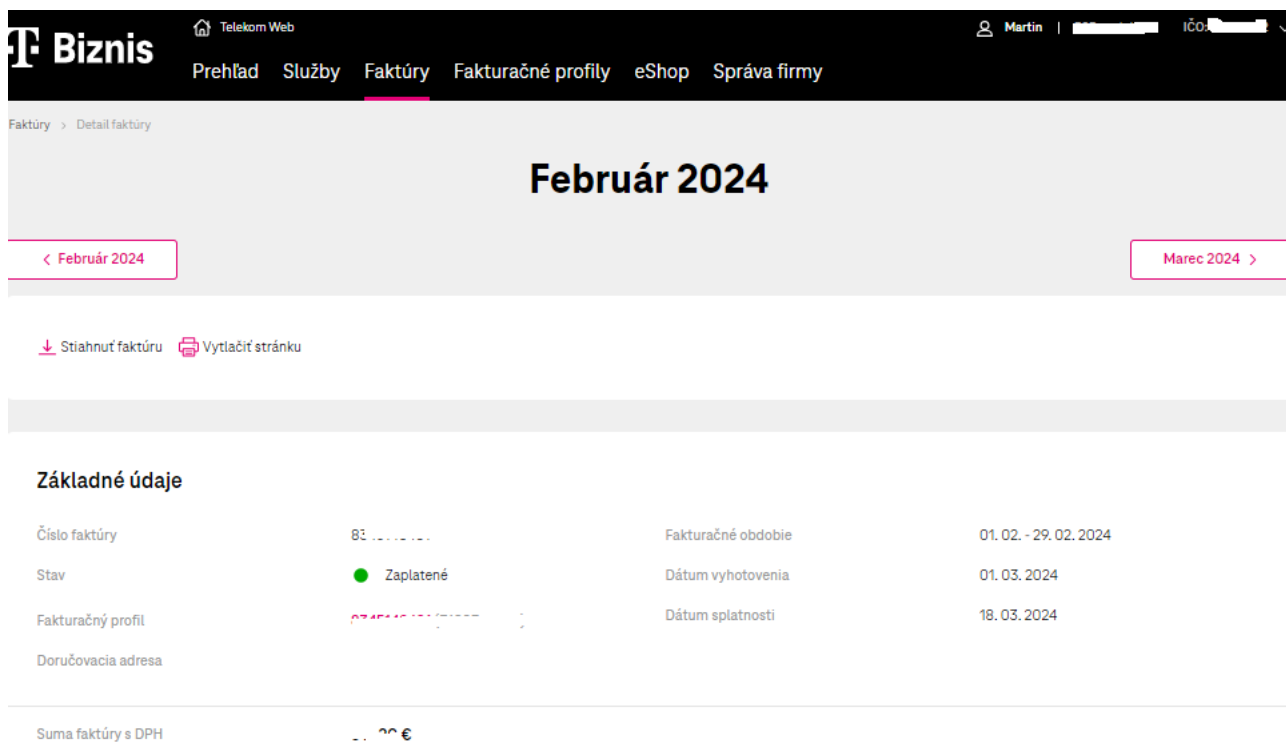 Telekom Web
Martin | IČO:
T Biznis
Prehľad Služby Faktúry Fakturačné profily eShop Správa firmy
Faktúry > Detail faktúry
Február 2024
< Február 2024
Marec 2024 >
Stiahnuť faktúru Vytlačiť stránku
Základné údaje
Číslo faktúry
Fakturačné obdobie 01. 02. - 29. 02. 2024
Stav Zaplatené
Dátum vyhotovenia 01. 03. 2024
Fakturačný profil
Dátum splatnosti 18. 03. 2024
Doručovacia adresa
Suma faktúry s DPH €